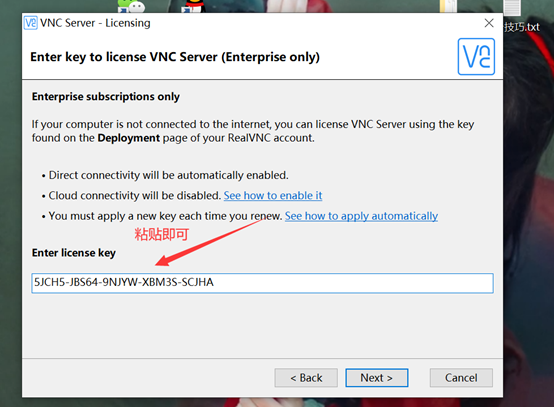 技巧.txt
VNC Server - Licensing
Enter key to license VNC Server (Enterprise only)
Enterprise subscriptions only
If your computer is not connected to the internet, you can license VNC Server using the key
found on the Deployment page of your RealVNC account.
• Direct connectivity will be automatically enabled.
• Cloud connectivity will be disabled. See how to enable it
• You must apply a new key each time you renew. See how to apply automatically
粘贴即可
Enter license key
5JCH5-JBS64-9NJYW-XBM3S-SCJHA
< Back
Next >
Cancel